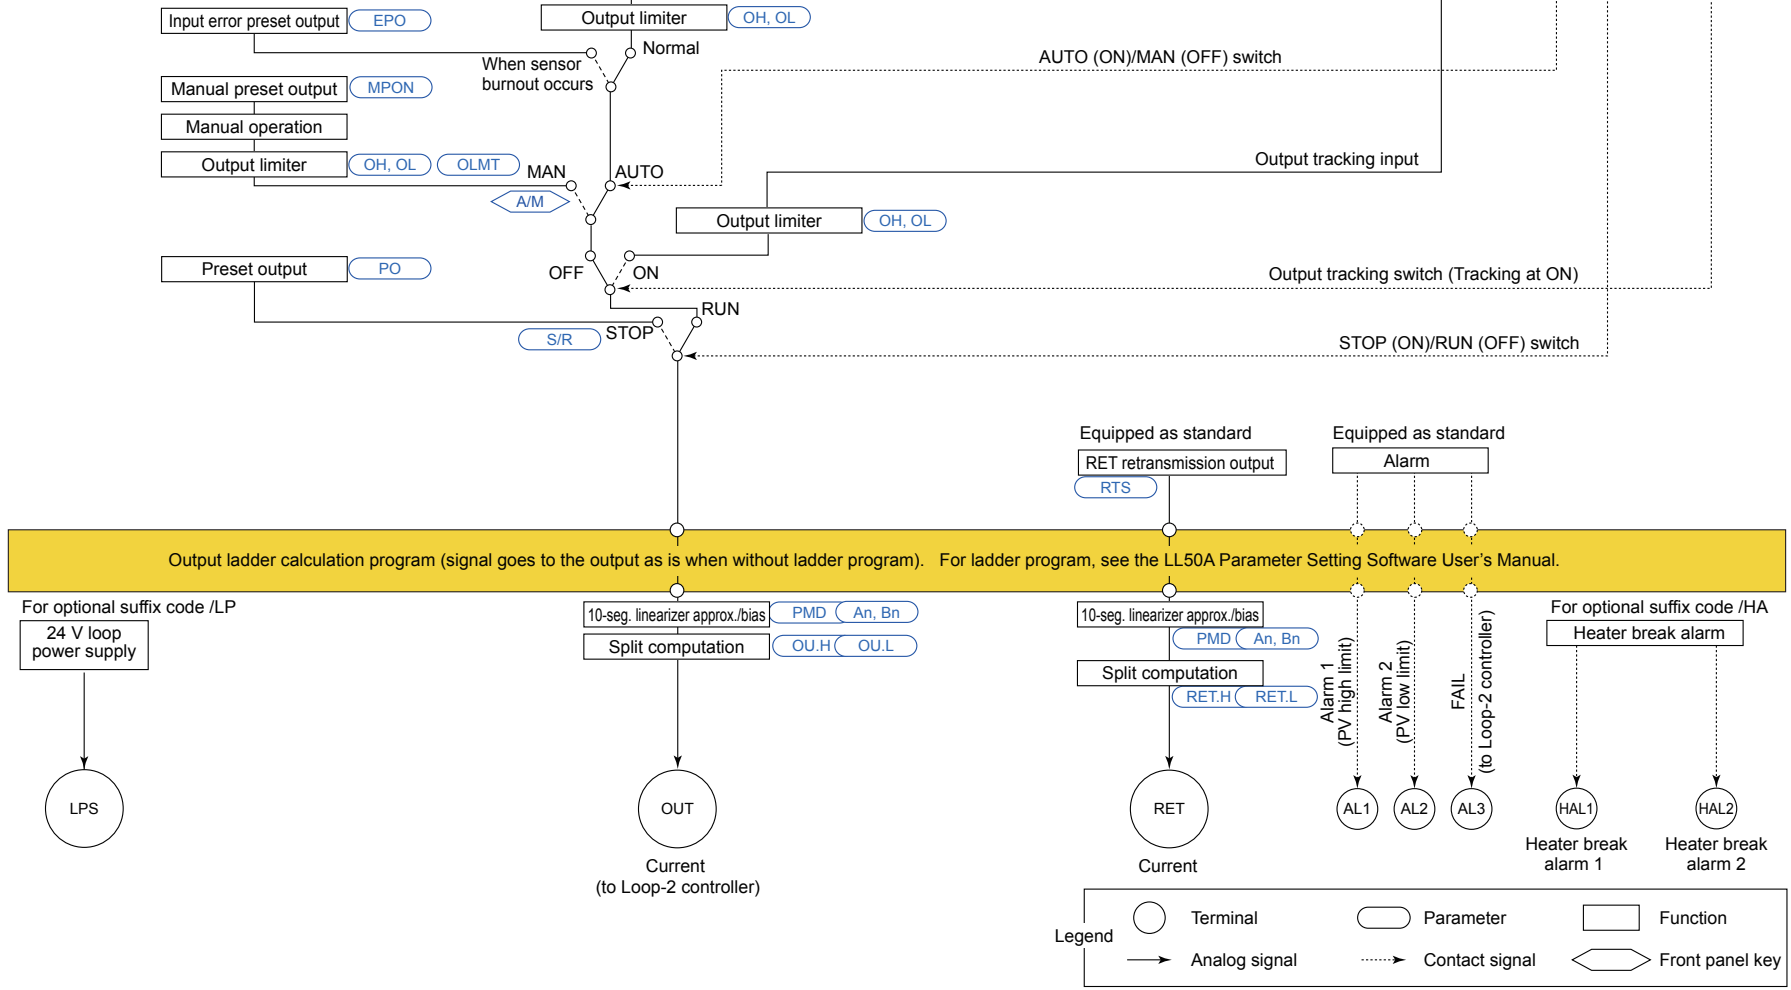 Input error preset output
EPO
Output limiter
OH, OL
Normal
When sensor
burnout occurs
AUTO (ON)/MAN (OFF) switch
Manual preset output
MPON
Manual operation
Output limiter
OH, OL
OLMT
MAN
AUTO
A/M
Output tracking input
Output limiter
OH, OL
OFF
ON
Preset output
PO
Output tracking switch (Tracking at ON)
RUN
STOP
S/R
STOP (ON)/RUN (OFF) switch
Equipped as standard
RET retransmission output
RTS
Equipped as standard
Alarm
Output ladder calculation program (signal goes to the output as is when without ladder program). For ladder program, see the LL50A Parameter Setting Software User's Manual.
For optional suffix code /LP
24 V loop
power supply
10-seg. linearizer approx./bias
PMD
An, Bn
Split computation
OU.H
OU.L
10-seg. linearizer approx./bias
PMD
An, Bn
Split computation
RET.H
RET.L
Alarm 1
(PV high limit)
Alarm 2
(PV low limit)
FAIL
(to Loop-2 controller)
For optional suffix code /HA
Heater break alarm
LPS
OUT
RET
AL1
AL2
AL3
HAL1
HAL2
Current
(to Loop-2 controller)
Current
Heater break
alarm 1
Heater break
alarm 2
Legend
Terminal
Parameter
Function
Analog signal
Contact signal
Front panel key